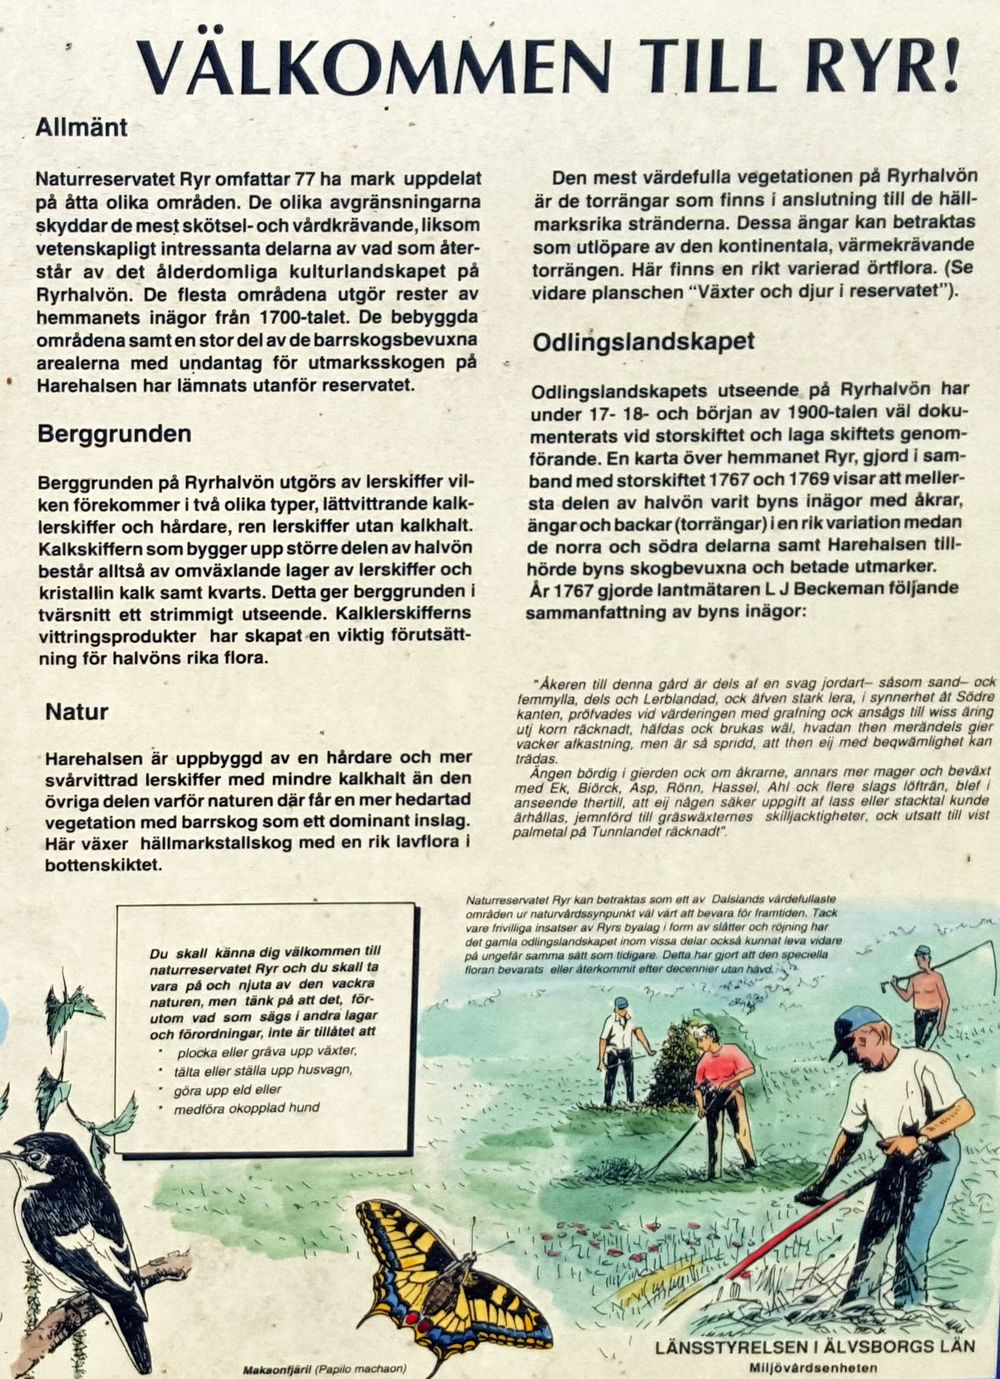 VÄLKOMMEN TILL RYR!
Allmänt
Naturreservatet Ryr omfattar 77 ha mark uppdelat
på åtta olika områden. De olika avgränsningarna
skyddar de mest skötsel- och vårdkrävande, liksom
vetenskapligt intressanta delarna av vad som åter-
står av det ålderdomliga kulturlandskapet på
Ryrhalvön. De flesta områdena utgör rester av
hemmanets inägor från 1700-talet. De bebyggda
områdena samt en stor del av de barrskogsbevuxna
arealerna med undantag för utmarksskogen på
Harehalsen har lämnats utanför reservatet.
Berggrunden
Berggrunden på Ryrhalvön utgörs av lerskiffer vil-
ken förekommer i två olika typer, lättvittrande kalk-
lerskiffer och hårdare, ren lerskiffer utan kalkhalt.
Kalkskiffern som bygger upp större delen av halvön
består alltså av omväxlande lager av lerskiffer och
kristallin kalk samt kvarts. Detta ger berggrunden i
tvärsnitt ett strimmigt utseende. Kalklerskifferns
vittringsprodukter har skapat en viktig förutsätt-
ning för halvöns rika flora.
Natur
Harehalsen är uppbyggd av en hårdare och mer
svårvittrad lerskiffer med mindre kalkhalt än den
övriga delen varför naturen där får en mer hedartad
vegetation med barrskog som ett dominant inslag.
Här växer hällmarkstallskog med en rik lavflora i
bottenskiktet.
Den mest värdefulla vegetationen på Ryrhalvön
är de torrängar som finns i anslutning till de häll-
marksrika stränderna. Dessa ängar kan betraktas
som utlöpare av den kontinentala, värmekrävande
torrängen. Här finns en rikt varierad örtflora. (Se
vidare planschen "Växter och djur i reservatet").
Odlingslandskapet
Odlingslandskapets utseende på Ryrhalvön har
under 17- 18- och början av 1900-talen väl doku-
menterats vid storskiftet och laga skiftets genom-
förande. En karta över hemmanet Ryr, gjord i sam-
band med storskiftet 1767 och 1769 visar att meller-
sta delen av halvön varit byns inägor med åkrar,
ängar och backar (torrängar) i en rik variation medan
de norra och södra delarna samt Harehalsen till-
hörde byns skogbevuxna och betade utmarker.
År 1767 gjorde lantmätaren L J Beckeman följande
sammanfattning av byns inägor:
"Åkeren till denna gård är dels af en svag jordart– såsom sand– ock
femmylla, dels och Lerblandad, ock äfven stark lera, i synnerhet åt Södre
kanten, pröfvades vid värderingen med grafning ock ansågs till wiss äring
utj korn räcknadt, häfdas ock brukas wäl, hvadan then merändels gier
vacker afkastning, men är så spridd, att then eij med beqwämlighet kan
trädas.
Ängen bördig i gierden ock om åkrarne, annars mer mager och beväxt
med Ek, Biörck, Asp, Rönn, Hassel, Ahl ock flere slags löfträn, blef i
anseende thertill, att eij någen säker uppgift af lass eller stacktal kunde
ärhållas, jemnförd till gräswäxternes skilljacktigheter, ock utsatt till vist
palmetal på Tunnlandet räcknadt".
Naturreservatet Ryr kan betraktas som ett av Dalslands värdefullaste
områden ur naturvårdssynpunkt väl värt att bevara för framtiden. Tack
vare frivilliga insatser av Ryrs byalag i form av slåtter och röjning har
det gamla odlingslandskapet inom vissa delar också kunnat leva vidare
på ungefär samma sätt som tidigare. Detta har gjort att den speciella
floran bevarats eller återkommit efter decennier utan hävd.
Du skall känna dig välkommen till
naturreservatet Ryr och du skall ta
vara på och njuta av den vackra
naturen, men tänk på att det, för-
utom vad som sägs i andra lagar
och förordningar, inte är tillåtet att
* plocka eller gräva upp växter,
* tälta eller ställa upp husvagn,
* göra upp eld eller
* medföra okopplad hund
Makaonfjäril (Papilo machaon)
LÄNSSTYRELSEN I ÄLVSBORGS LÄN
Miljövårdsenheten